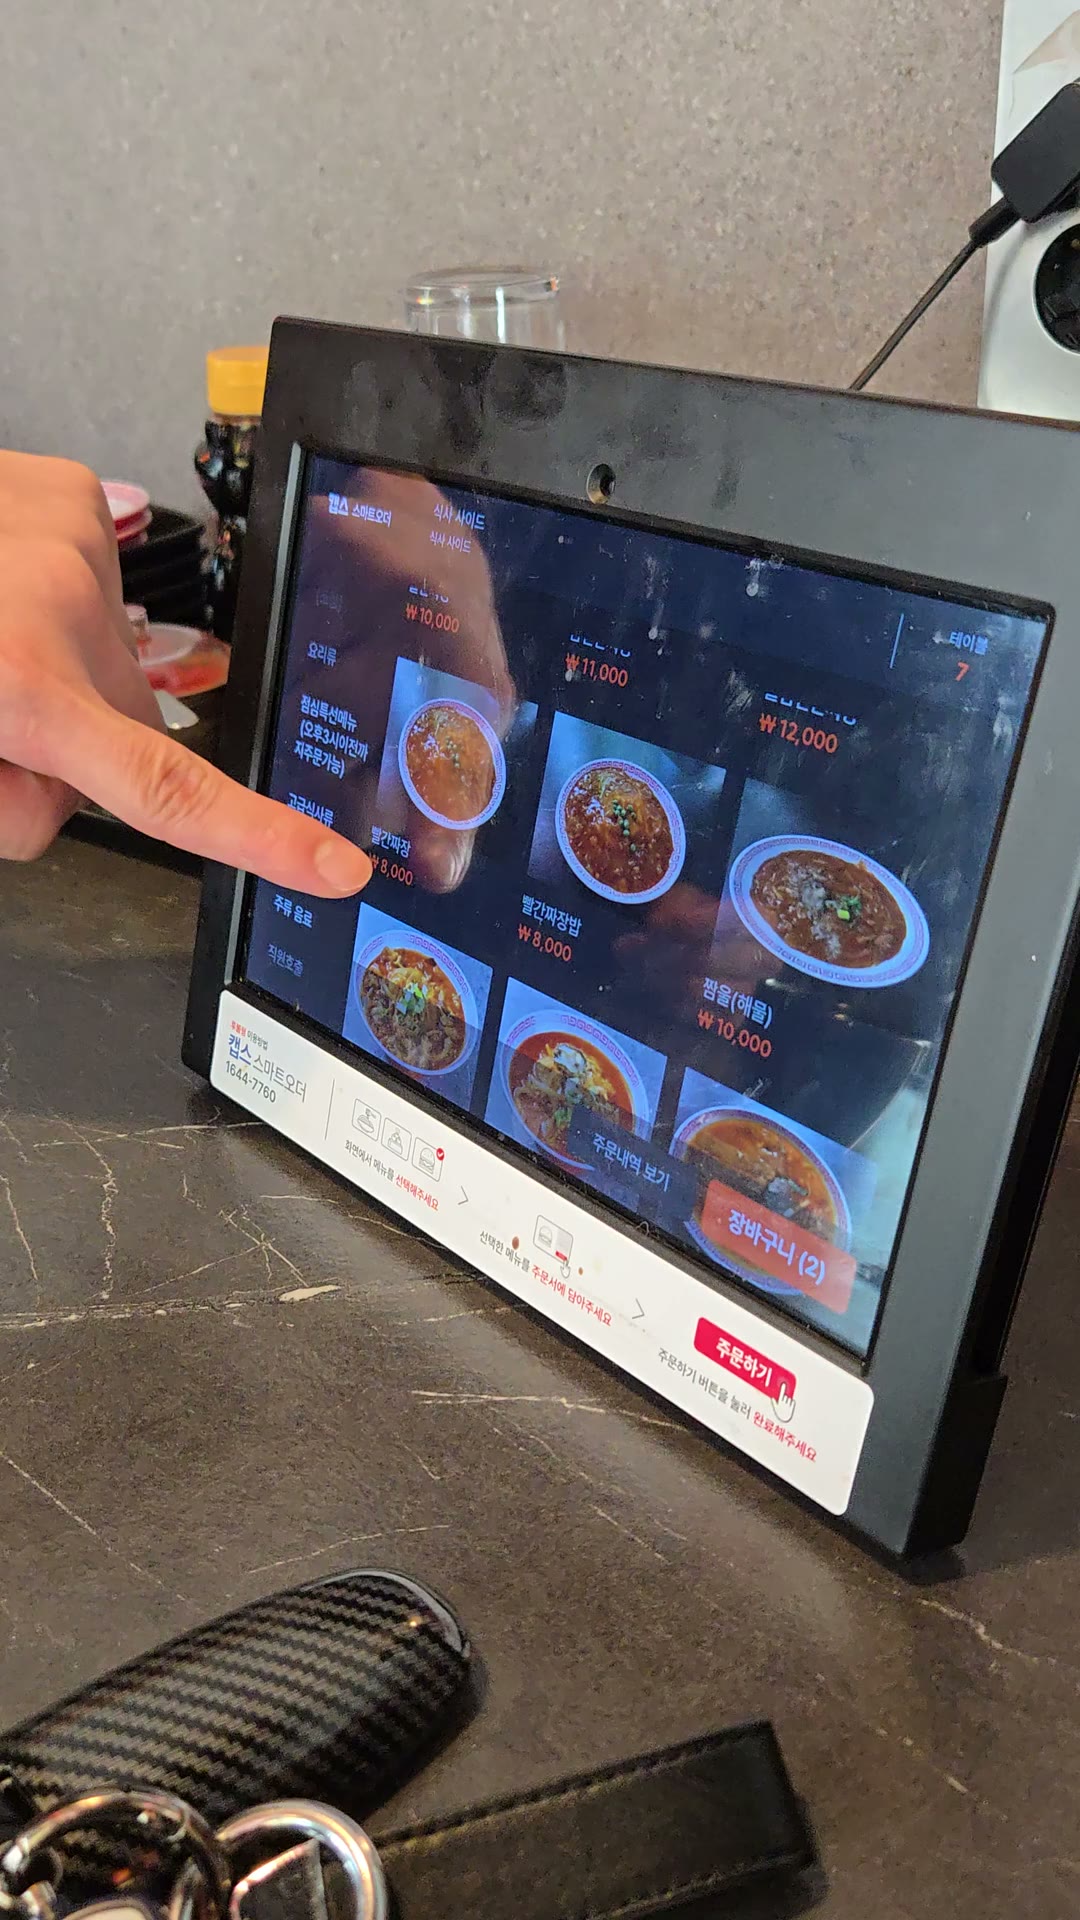 캡스 스마트오더
식사 사이드
식사 사이드
테이블
7
요리류
점심특선메뉴
(오후3시이전까
지주문가능)
고급식사류
주류 음료
직원호출
₩10,000
₩11,000
₩12,000
빨간짜장
₩8,000
빨간짜장밥
₩8,000
짬울(해물)
₩10,000
주문내역 보기
장바구니 (2)
이용방법
캡스 스마트오더
1644-7760
화면에서 메뉴를 선택해주세요
선택한 메뉴를 주문서에 담아주세요
주문하기
주문하기 버튼을 눌러 완료해주세요